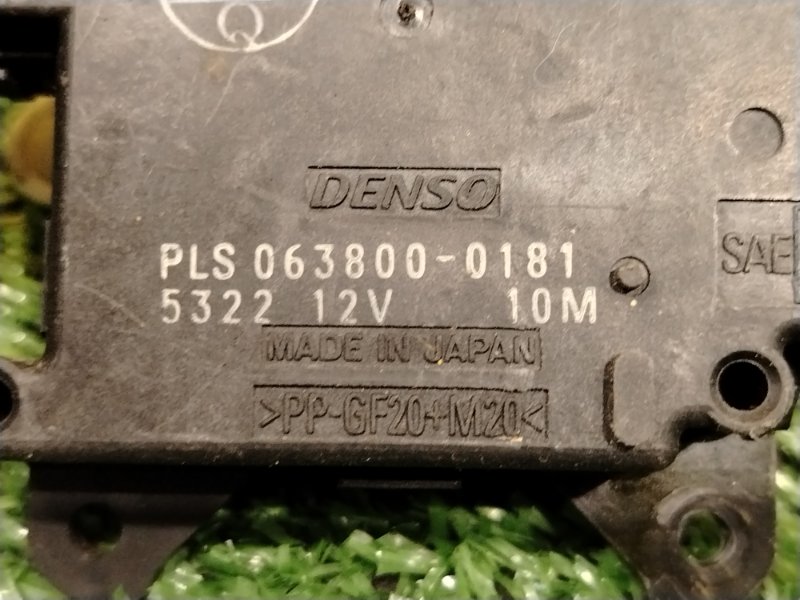 DENSO
PLS 063800-0181
5322 12V 10M
MADE IN JAPAN
>PP-GF20+M20<
SAE